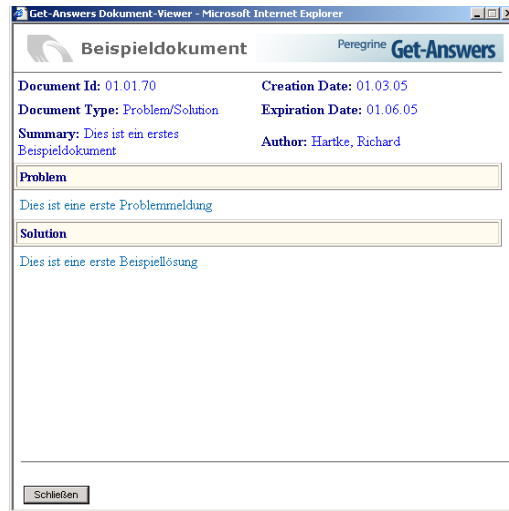 Get-Answers Dokument-Viewer - Microsoft Internet Explorer
Beispieldokument
Peregrine Get-Answers
Document Id: 01.01.70
Creation Date: 01.03.05
Document Type: Problem/Solution
Expiration Date: 01.06.05
Summary: Dies ist ein erstes
Beispieldokument
Author: Hartke, Richard
Problem
Dies ist eine erste Problemmeldung
Solution
Dies ist eine erste Beispiellösung
Schließen